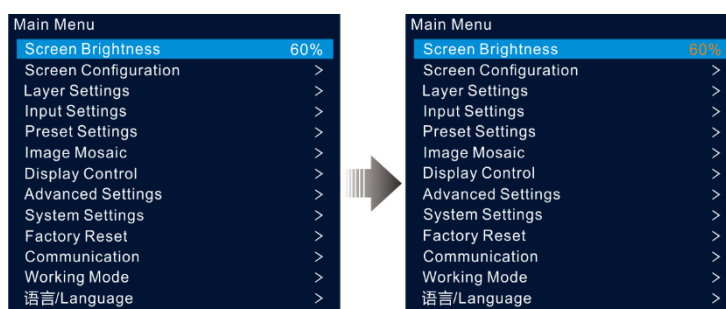 Main Menu
Screen Brightness 60%
Screen Configuration >
Layer Settings >
Input Settings >
Preset Settings >
Image Mosaic >
Display Control >
Advanced Settings >
System Settings >
Factory Reset >
Communication >
Working Mode >
语言/Language >
Main Menu
Screen Brightness 60%
Screen Configuration >
Layer Settings >
Input Settings >
Preset Settings >
Image Mosaic >
Display Control >
Advanced Settings >
System Settings >
Factory Reset >
Communication >
Working Mode >
语言/Language >